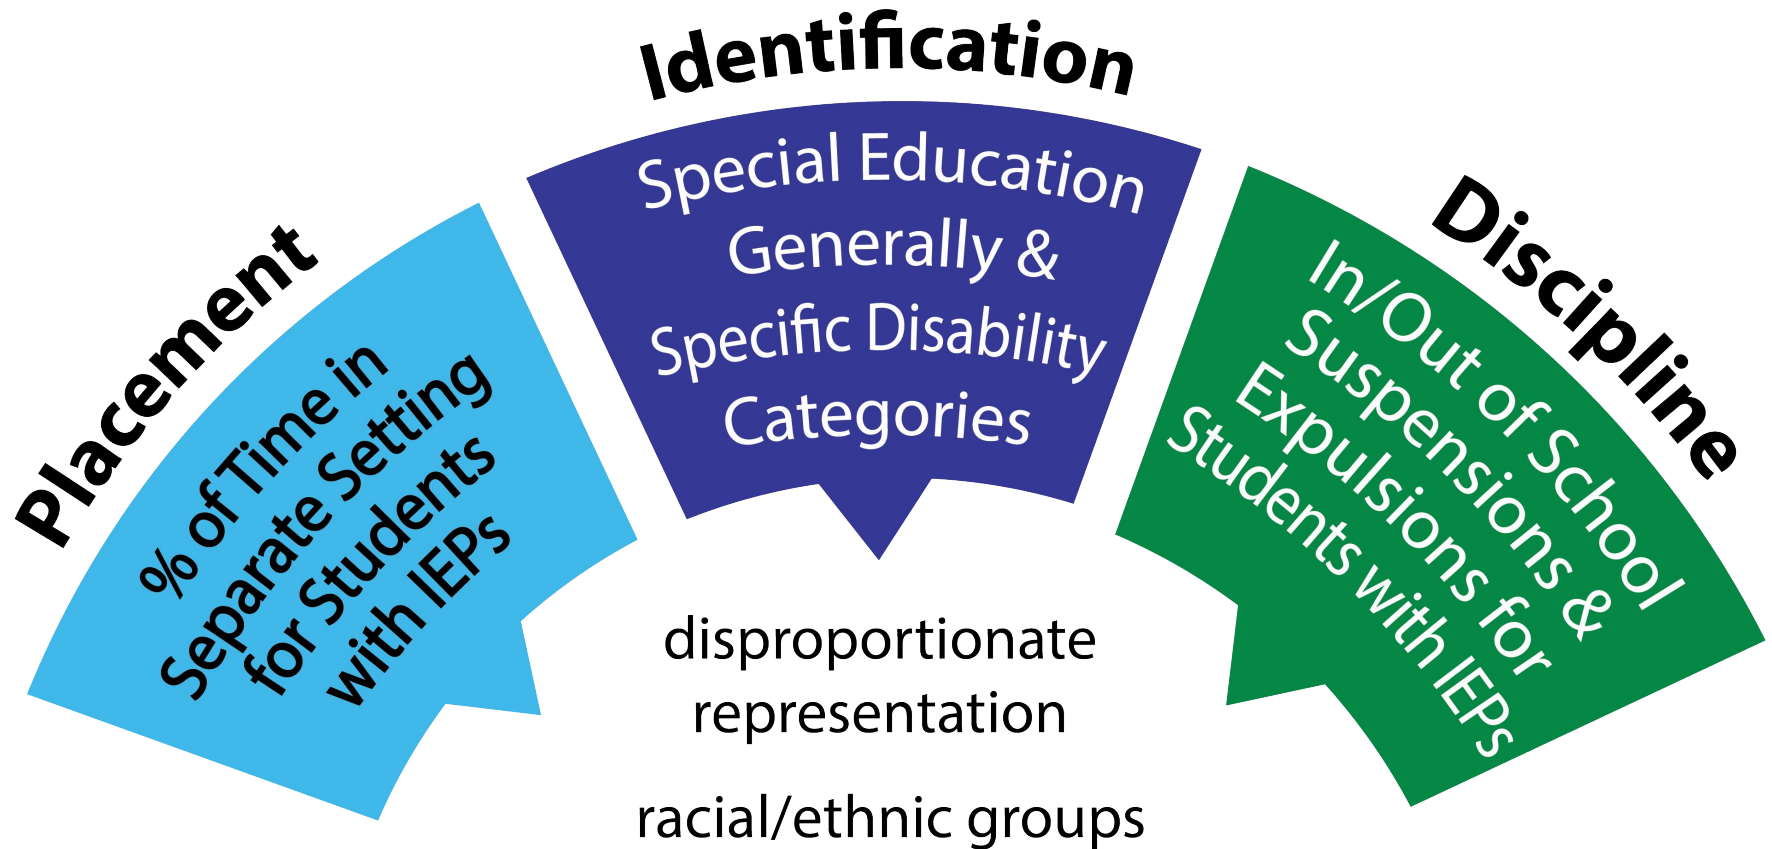 Identification
Special Education
Generally &
Specific Disability
Categories
Placement
% of Time in
Separate Setting
for Students
with IEPs
Discipline
In/Out of School
Suspensions &
Expulsions for
Students with IEPs
disproportionate
representation
racial/ethnic groups